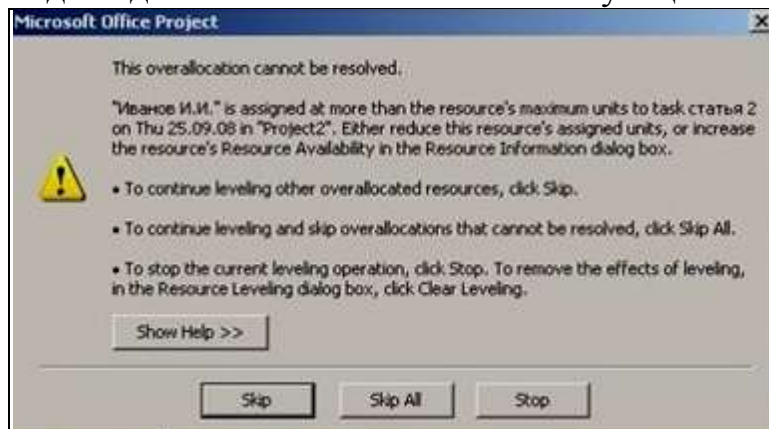 Microsoft Office Project
This overallocation cannot be resolved.
"Иванов И.И." is assigned at more than the resource's maximum units to task статья 2
on Thu 25.09.08 in "Project2". Either reduce this resource's assigned units, or increase
the resource's Resource Availability in the Resource Information dialog box.
• To continue leveling other overallocated resources, click Skip.
• To continue leveling and skip overallocations that cannot be resolved, click Skip All.
• To stop the current leveling operation, click Stop. To remove the effects of leveling,
in the Resource Leveling dialog box, click Clear Leveling.
Show Help >>
Skip Skip All Stop